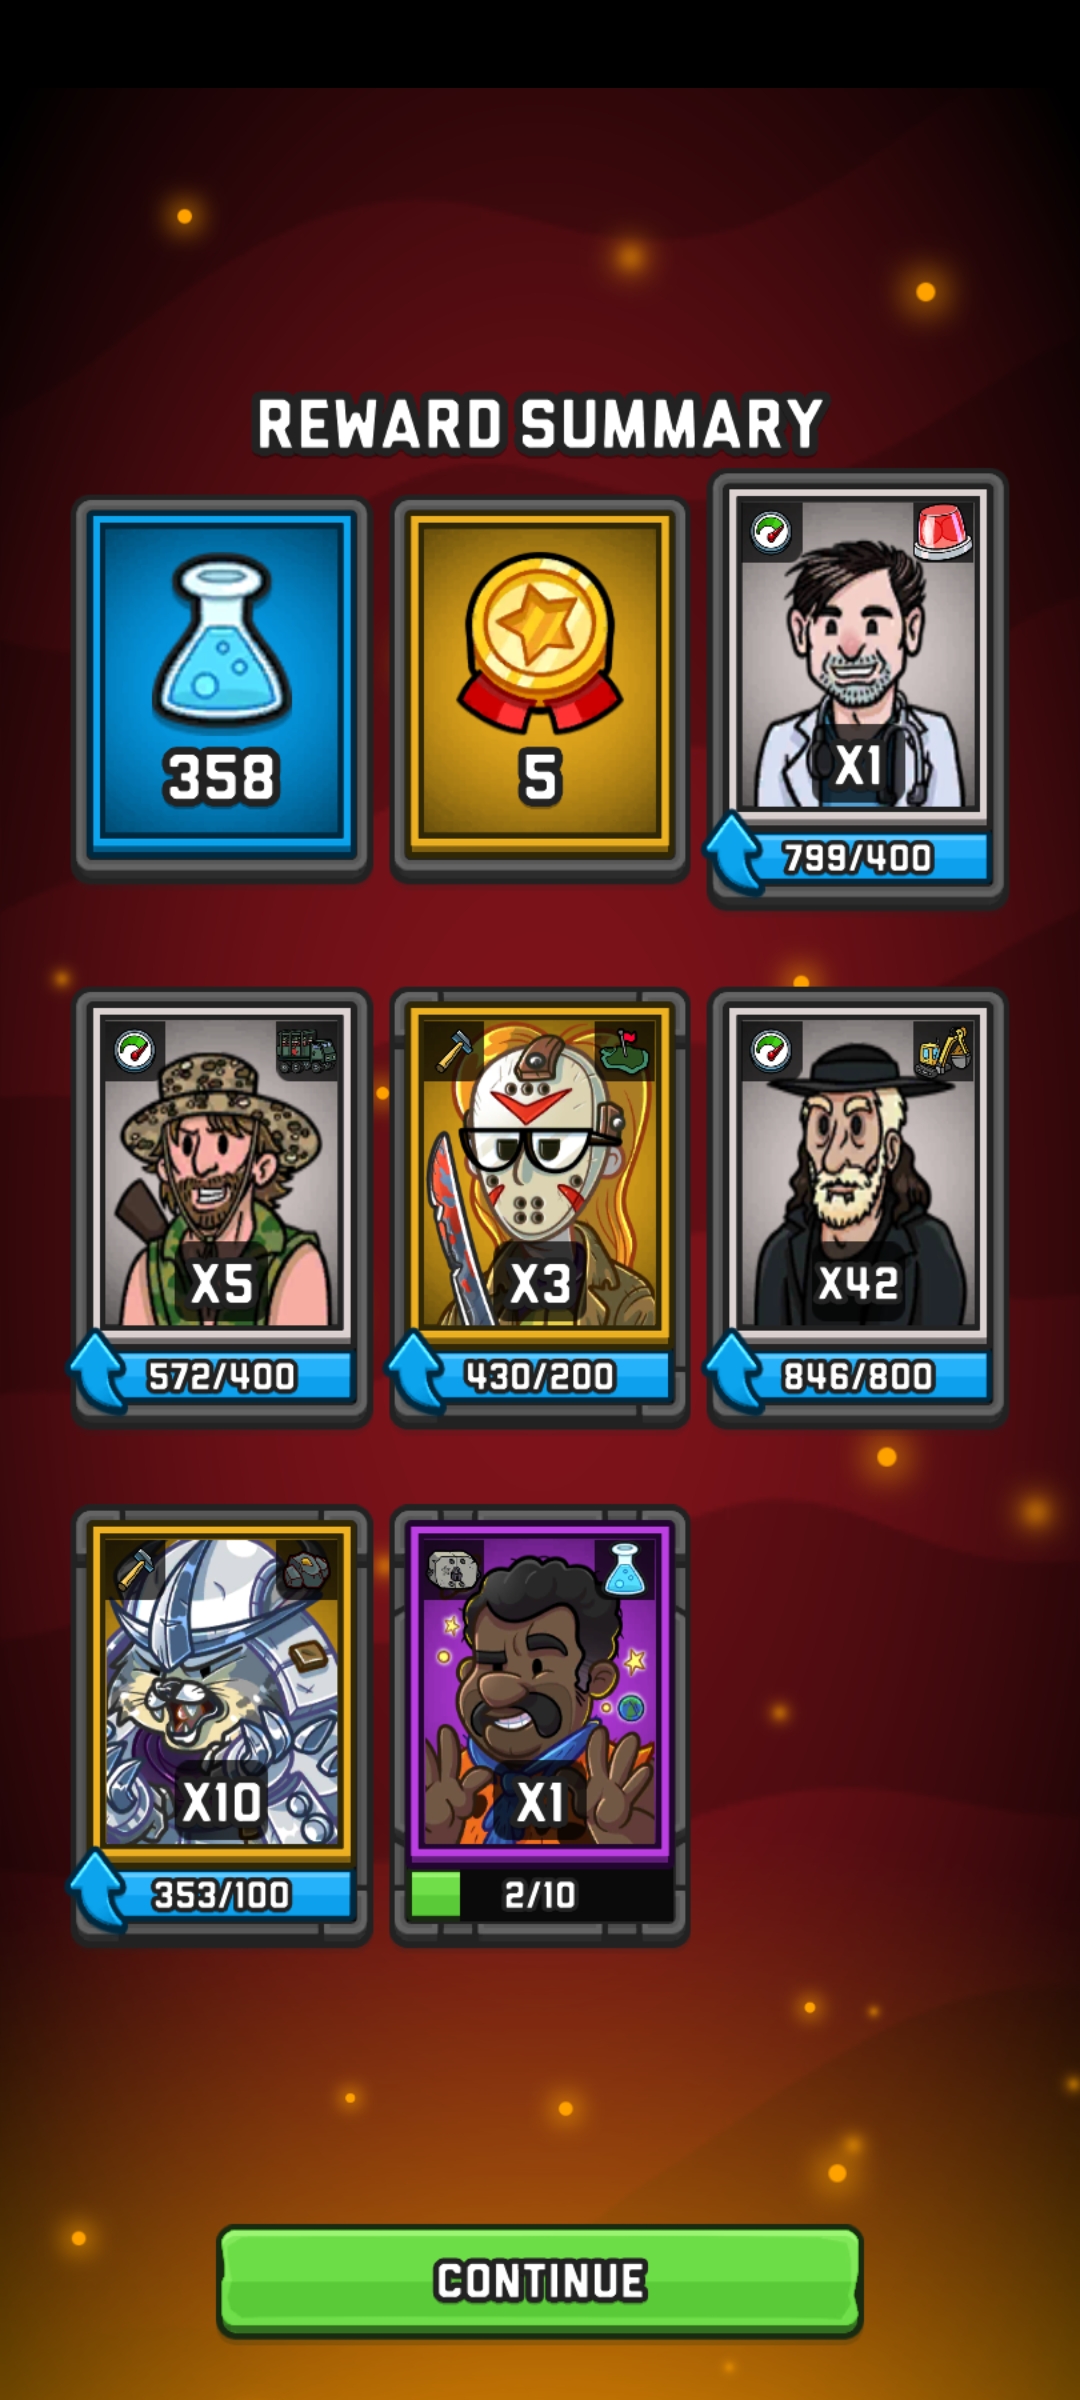 REWARD SUMMARY
358
5
X1
799/400
X5
572/400
X3
430/200
X42
846/800
X10
353/100
X1
2/10
CONTINUE